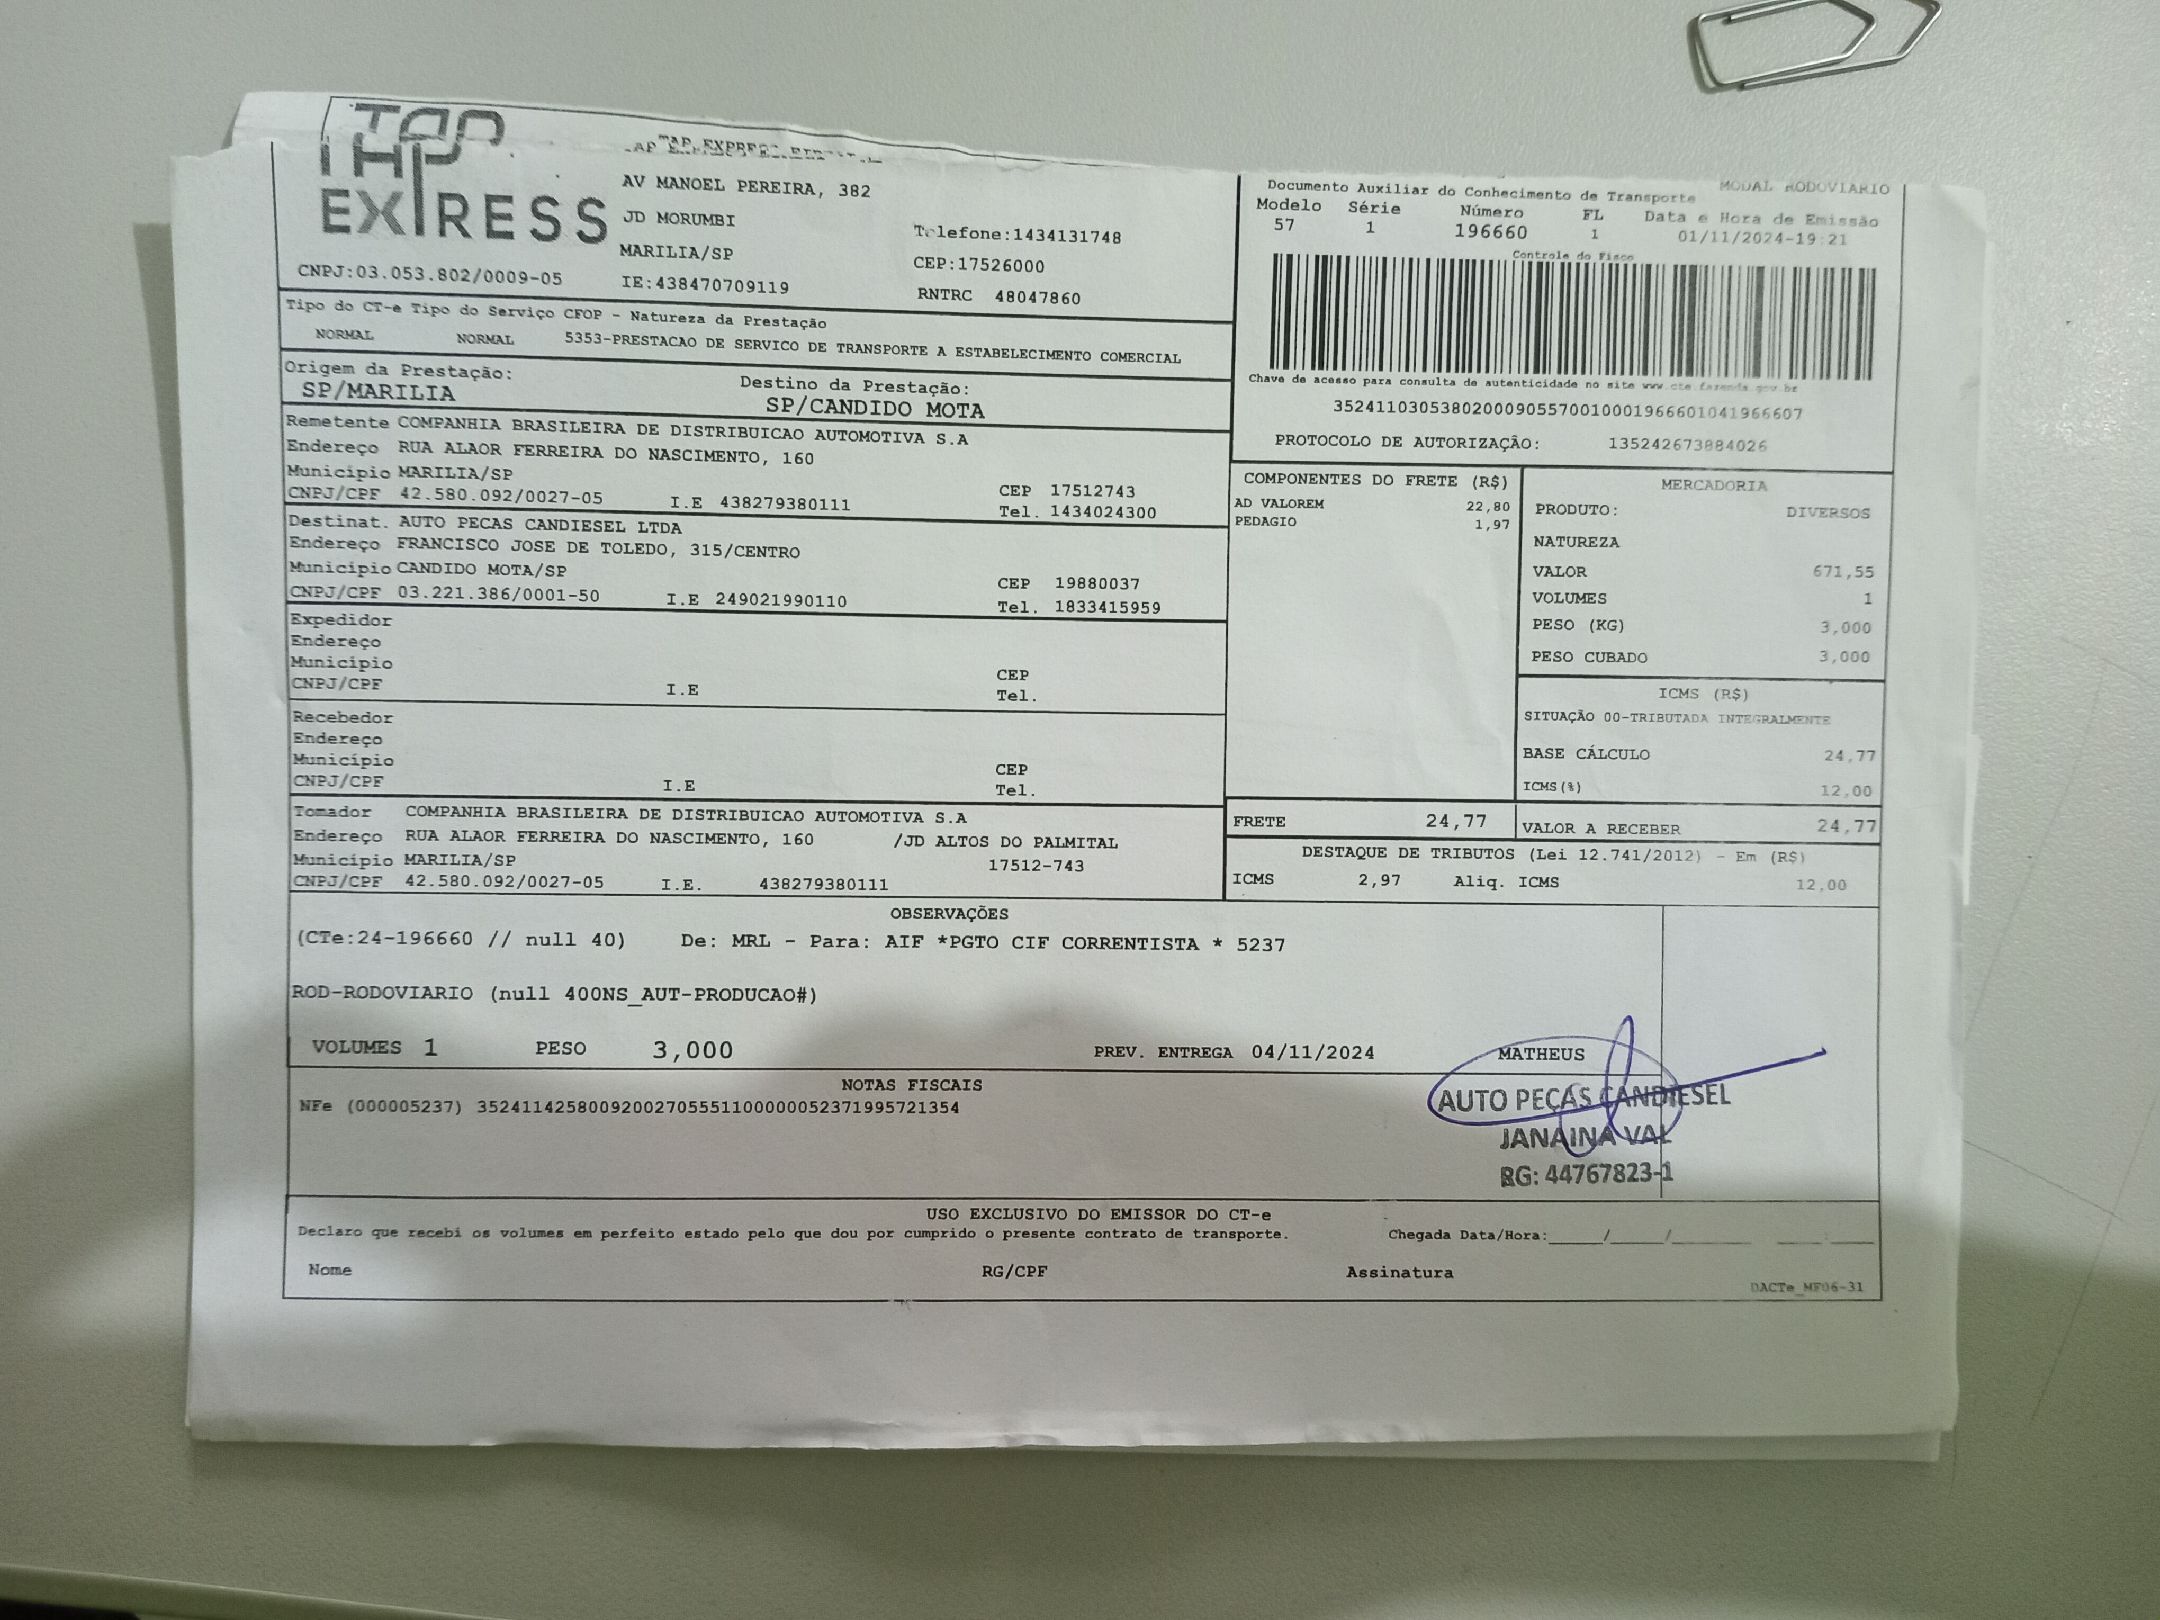 TAP
EXPRESS
AV MANOEL PEREIRA, 382
JD MORUMBI
MARILIA/SP
Telefone:1434131748
CEP:17526000
CNPJ:03.053.802/0009-05
IE:438470709119
RNTRC 48047860
MODAL RODOVIARIO
Documento Auxiliar do Conhecimento de Transporte
Modelo Série Número FL Data e Hora de Emissão
57 1 196660 1 01/11/2024-19:21
Controle do Fisco
Chave de acesso para consulta de autenticidade no site www.cte.fazenda.gov.br
35241103053802000905570010001966601041966607
PROTOCOLO DE AUTORIZAÇÃO: 135242673884026
Tipo do CT-e Tipo do Serviço CFOP - Natureza da Prestação
NORMAL NORMAL 5353-PRESTACAO DE SERVICO DE TRANSPORTE A ESTABELECIMENTO COMERCIAL
Origem da Prestação: Destino da Prestação:
SP/MARILIA SP/CANDIDO MOTA
Remetente COMPANHIA BRASILEIRA DE DISTRIBUICAO AUTOMOTIVA S.A
Endereço RUA ALAOR FERREIRA DO NASCIMENTO, 160
Município MARILIA/SP CEP 17512743
CNPJ/CPF 42.580.092/0027-05 I.E 438279380111 Tel. 1434024300
Destinat. AUTO PECAS CANDIESEL LTDA
Endereço FRANCISCO JOSE DE TOLEDO, 315/CENTRO
Município CANDIDO MOTA/SP CEP 19880037
CNPJ/CPF 03.221.386/0001-50 I.E 249021990110 Tel. 1833415959
Expedidor
Endereço
Município CEP
CNPJ/CPF I.E Tel.
Recebedor
Endereço
Município CEP
CNPJ/CPF I.E Tel.
Tomador COMPANHIA BRASILEIRA DE DISTRIBUICAO AUTOMOTIVA S.A
Endereço RUA ALAOR FERREIRA DO NASCIMENTO, 160 /JD ALTOS DO PALMITAL
Município MARILIA/SP 17512-743
CNPJ/CPF 42.580.092/0027-05 I.E. 438279380111
COMPONENTES DO FRETE (R$)
AD VALOREM 22,80
PEDAGIO 1,97
MERCADORIA
PRODUTO: DIVERSOS
NATUREZA
VALOR 671,55
VOLUMES 1
PESO (KG) 3,000
PESO CUBADO 3,000
ICMS (R$)
SITUAÇÃO 00-TRIBUTADA INTEGRALMENTE
BASE CÁLCULO 24,77
ICMS(%) 12,00
FRETE 24,77 VALOR A RECEBER 24,77
DESTAQUE DE TRIBUTOS (Lei 12.741/2012) - Em (R$)
ICMS 2,97 Aliq. ICMS 12,00
OBSERVAÇÕES
(CTe:24-196660 // null 40) De: MRL - Para: AIF *PGTO CIF CORRENTISTA * 5237
ROD-RODOVIARIO (null 400NS_AUT-PRODUCAO#)
VOLUMES 1 PESO 3,000 PREV. ENTREGA 04/11/2024 MATHEUS
NOTAS FISCAIS
NFe (000005237) 35241142580092002705551100000052371995721354
AUTO PEÇAS CANDIESEL
JANAINA VAL
RG: 44767823-1
USO EXCLUSIVO DO EMISSOR DO CT-e
Declaro que recebi os volumes em perfeito estado pelo que dou por cumprido o presente contrato de transporte. Chegada Data/Hora:____/____/______ ____:____
Nome RG/CPF Assinatura
DACTe_MF06-31